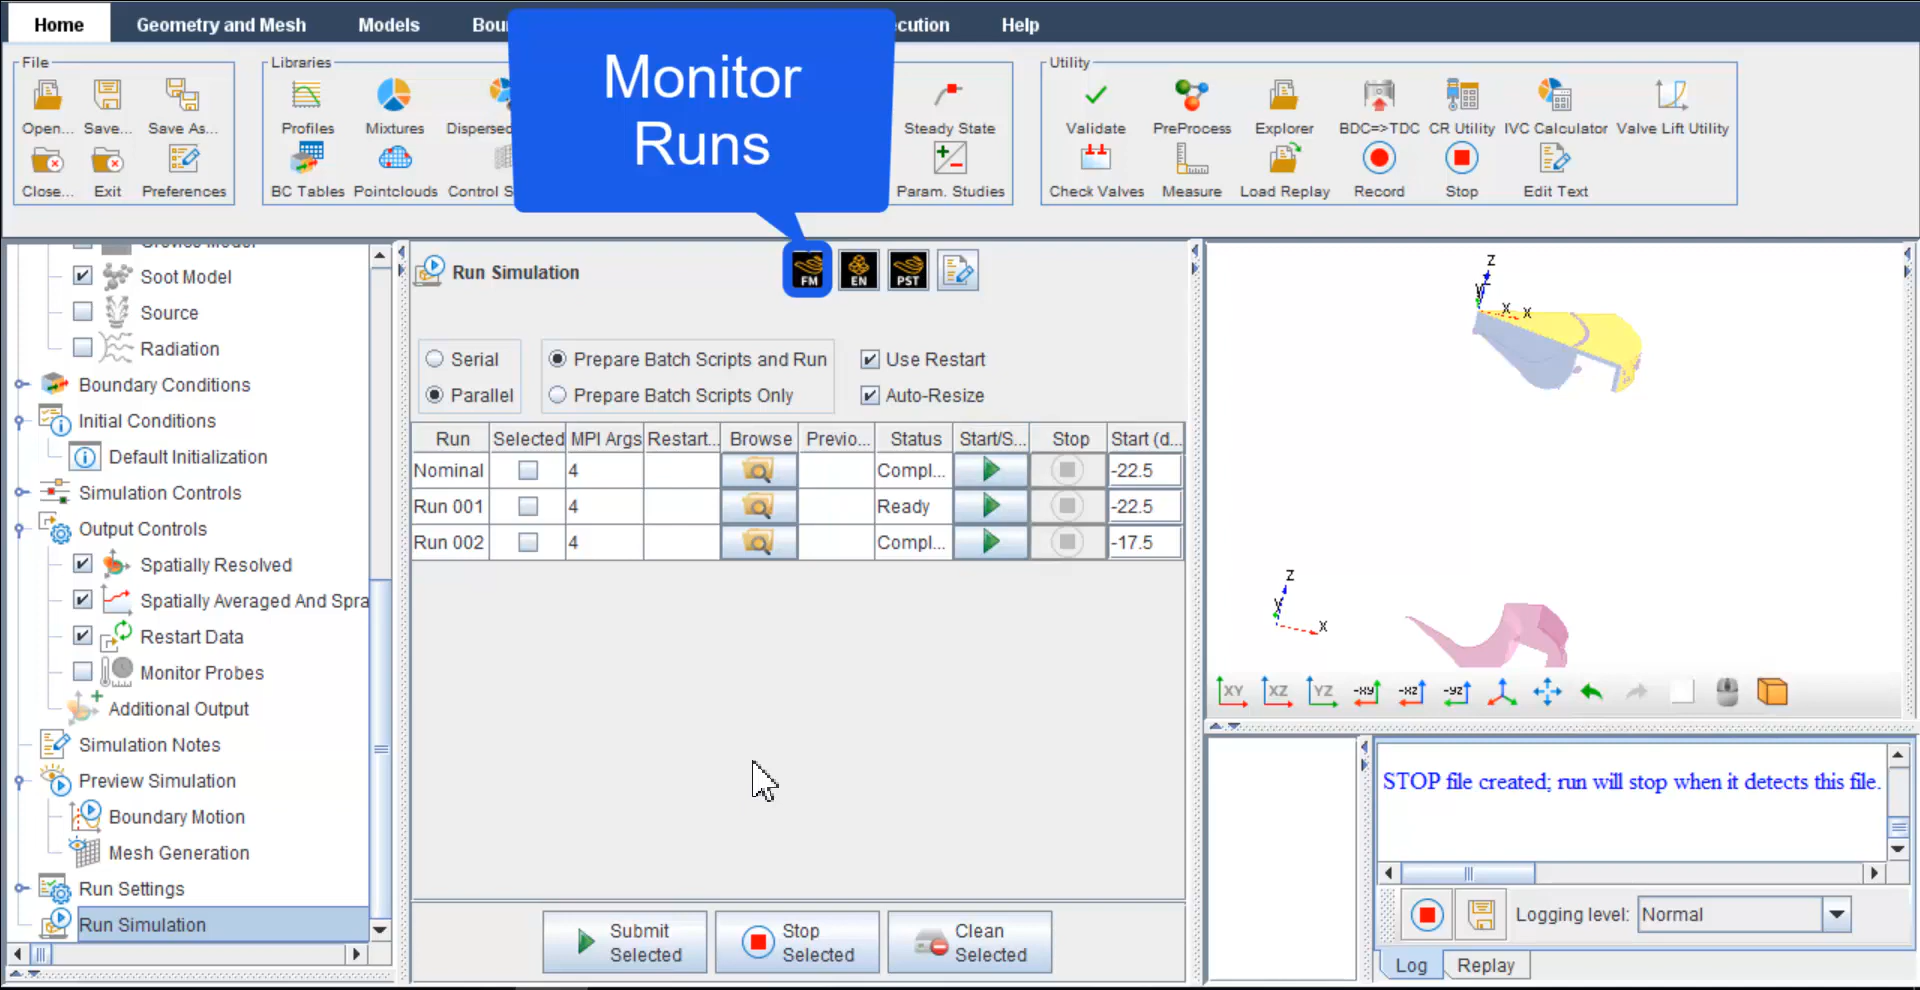 Home
Geometry and Mesh
Models
Bou
cution
Help
Monitor
Runs
File
Open...
Save...
Save As...
Close...
Exit
Preferences
Libraries
Profiles
Mixtures
Dispersed
BC Tables
Pointclouds
Control S
Steady State
Param. Studies
Utility
Validate
PreProcess
Explorer
BDC=>TDC
CR Utility
IVC Calculator
Valve Lift Utility
Check Valves
Measure
Load Replay
Record
Stop
Edit Text
Soot Model
Source
Radiation
Boundary Conditions
Initial Conditions
Default Initialization
Simulation Controls
Output Controls
Spatially Resolved
Spatially Averaged And Spra
Restart Data
Monitor Probes
Additional Output
Simulation Notes
Preview Simulation
Boundary Motion
Mesh Generation
Run Settings
Run Simulation
Run Simulation
FM
EN
PST
Serial
Parallel
Prepare Batch Scripts and Run
Prepare Batch Scripts Only
Use Restart
Auto-Resize
Run Selected MPI Args Restart... Browse Previo... Status Start/S... Stop Start (d...
Nominal 4 Compl... -22.5
Run 001 4 Ready -22.5
Run 002 4 Compl... -17.5
Submit
Selected
Stop
Selected
Clean
Selected
Z
Y
X
X
Z
Y
X
XY
XZ
YZ
-XY
-XZ
-YZ
STOP file created; run will stop when it detects this file.
Logging level: Normal
Log
Replay